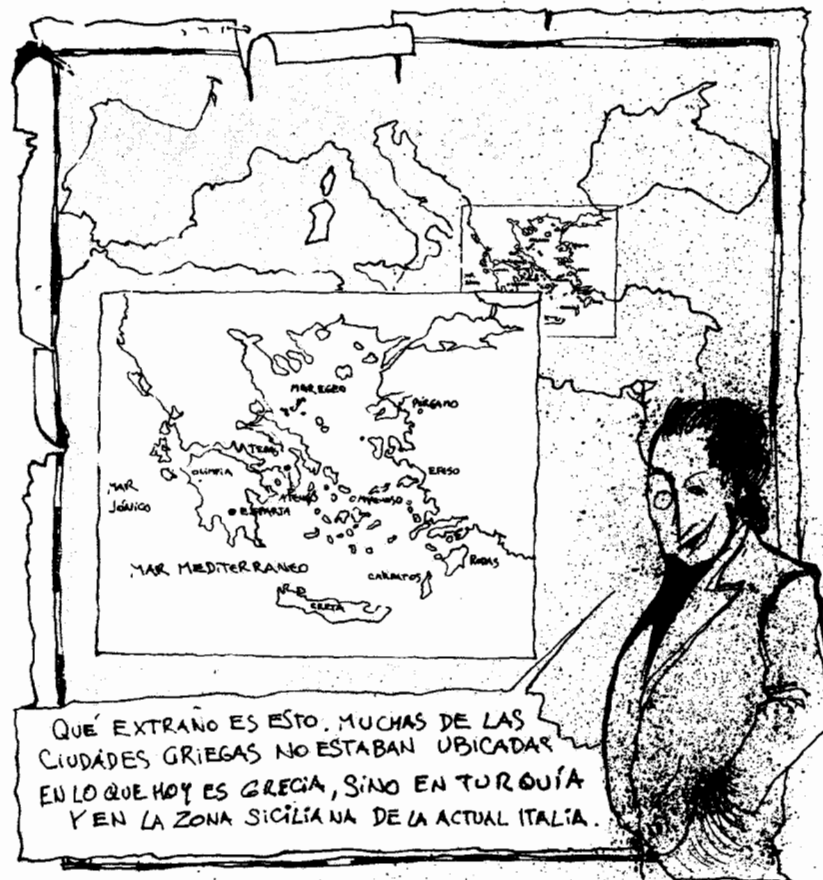 MAR EGEO
PÉRGAMO
TEBAS
OLIMPIA
EFESO
MAR
JÓNICO
ATENAS
ESPARTA
MAR MEDITERRANEO
RODAS
CRETA
QUÉ EXTRAÑO ES ESTO. MUCHAS DE LAS
CIUDADES GRIEGAS NO ESTABAN UBICADAS
EN LO QUE HOY ES GRECIA, SINO EN TURQUÍA
Y EN LA ZONA SICILIANA DE LA ACTUAL ITALIA.